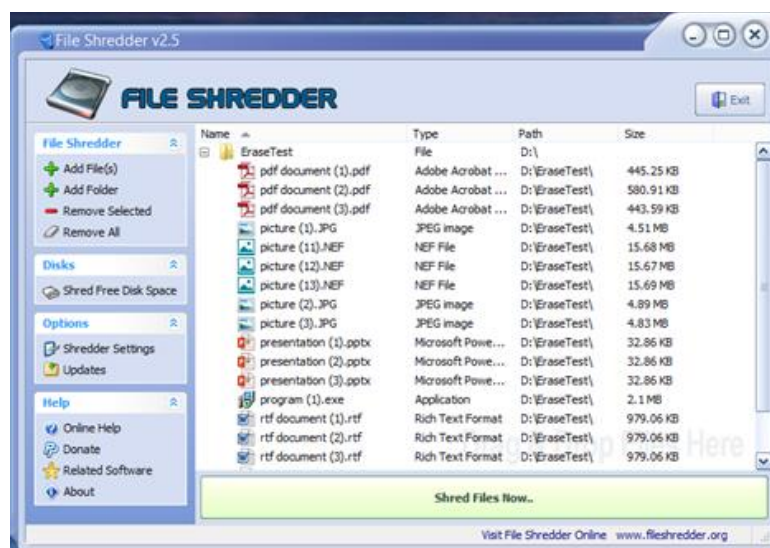 File Shredder v2.5
FILE SHREDDER
Exit
File Shredder
Add File(s)
Add Folder
Remove Selected
Remove All
Disks
Shred Free Disk Space
Options
Shredder Settings
Updates
Help
Online Help
Donate
Related Software
About
Name Type Path Size
EraseTest File D:\
pdf document (1).pdf Adobe Acrobat ... D:\EraseTest\ 445.25 KB
pdf document (2).pdf Adobe Acrobat ... D:\EraseTest\ 580.91 KB
pdf document (3).pdf Adobe Acrobat ... D:\EraseTest\ 443.59 KB
picture (1).JPG JPEG image D:\EraseTest\ 4.51 MB
picture (11).NEF NEF File D:\EraseTest\ 15.68 MB
picture (12).NEF NEF File D:\EraseTest\ 15.67 MB
picture (13).NEF NEF File D:\EraseTest\ 15.69 MB
picture (2).JPG JPEG image D:\EraseTest\ 4.89 MB
picture (3).JPG JPEG image D:\EraseTest\ 4.83 MB
presentation (1).pptx Microsoft Powe... D:\EraseTest\ 32.86 KB
presentation (2).pptx Microsoft Powe... D:\EraseTest\ 32.86 KB
presentation (3).pptx Microsoft Powe... D:\EraseTest\ 32.86 KB
program (1).exe Application D:\EraseTest\ 2.1 MB
rtf document (1).rtf Rich Text Format D:\EraseTest\ 979.06 KB
rtf document (2).rtf Rich Text Format D:\EraseTest\ 979.06 KB
rtf document (3).rtf Rich Text Format D:\EraseTest\ 979.06 KB
Here
Shred Files Now..
Visit File Shredder Online www.fileshredder.org